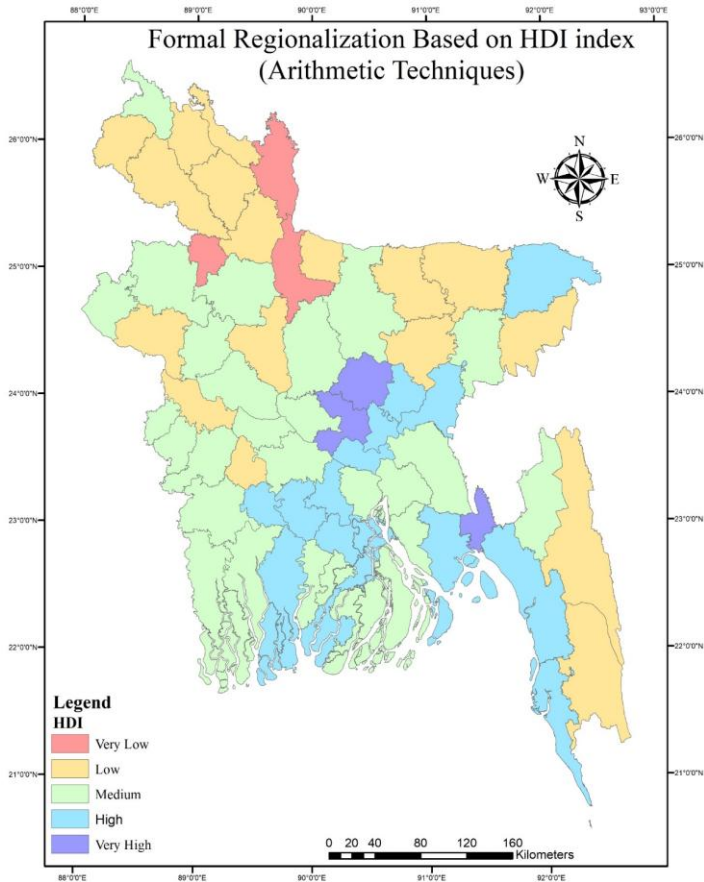 88°0'0"E 89°0'0"E 90°0'0"E 91°0'0"E 92°0'0"E 93°0'0"E
Formal Regionalization Based on HDI index
(Arithmetic Techniques)
26°0'0"N 26°0'0"N
N
W E
S
25°0'0"N 25°0'0"N
24°0'0"N 24°0'0"N
23°0'0"N 23°0'0"N
22°0'0"N 22°0'0"N
Legend
HDI
Very Low
Low
21°0'0"N 21°0'0"N
Medium
High
Very High
0 20 40 80 120 160
Kilometers
88°0'0"E 89°0'0"E 90°0'0"E 91°0'0"E 92°0'0"E